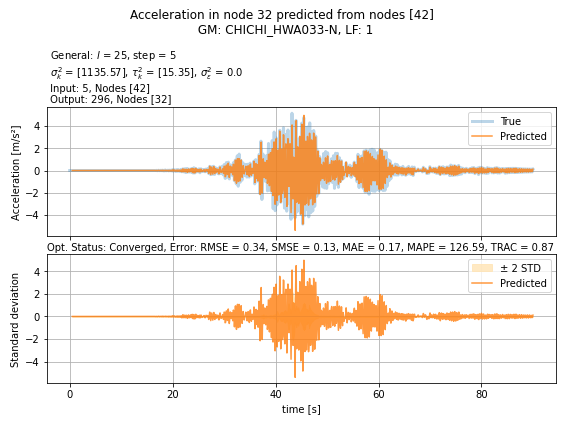 Acceleration in node 32 predicted from nodes [42]
GM: CHICHI_HWA033-N, LF: 1
General: l = 25, step = 5
σ²ₖ = [1135.57], τ²ₖ = [15.35], σ²ₑ = 0.0
Input: 5, Nodes [42]
Output: 296, Nodes [32]
Acceleration [m/s²]
4
2
0
−2
−4
True
Predicted
Opt. Status: Converged, Error: RMSE = 0.34, SMSE = 0.13, MAE = 0.17, MAPE = 126.59, TRAC = 0.87
Standard deviation
4
2
0
−2
−4
± 2 STD
Predicted
0 20 40 60 80
time [s]